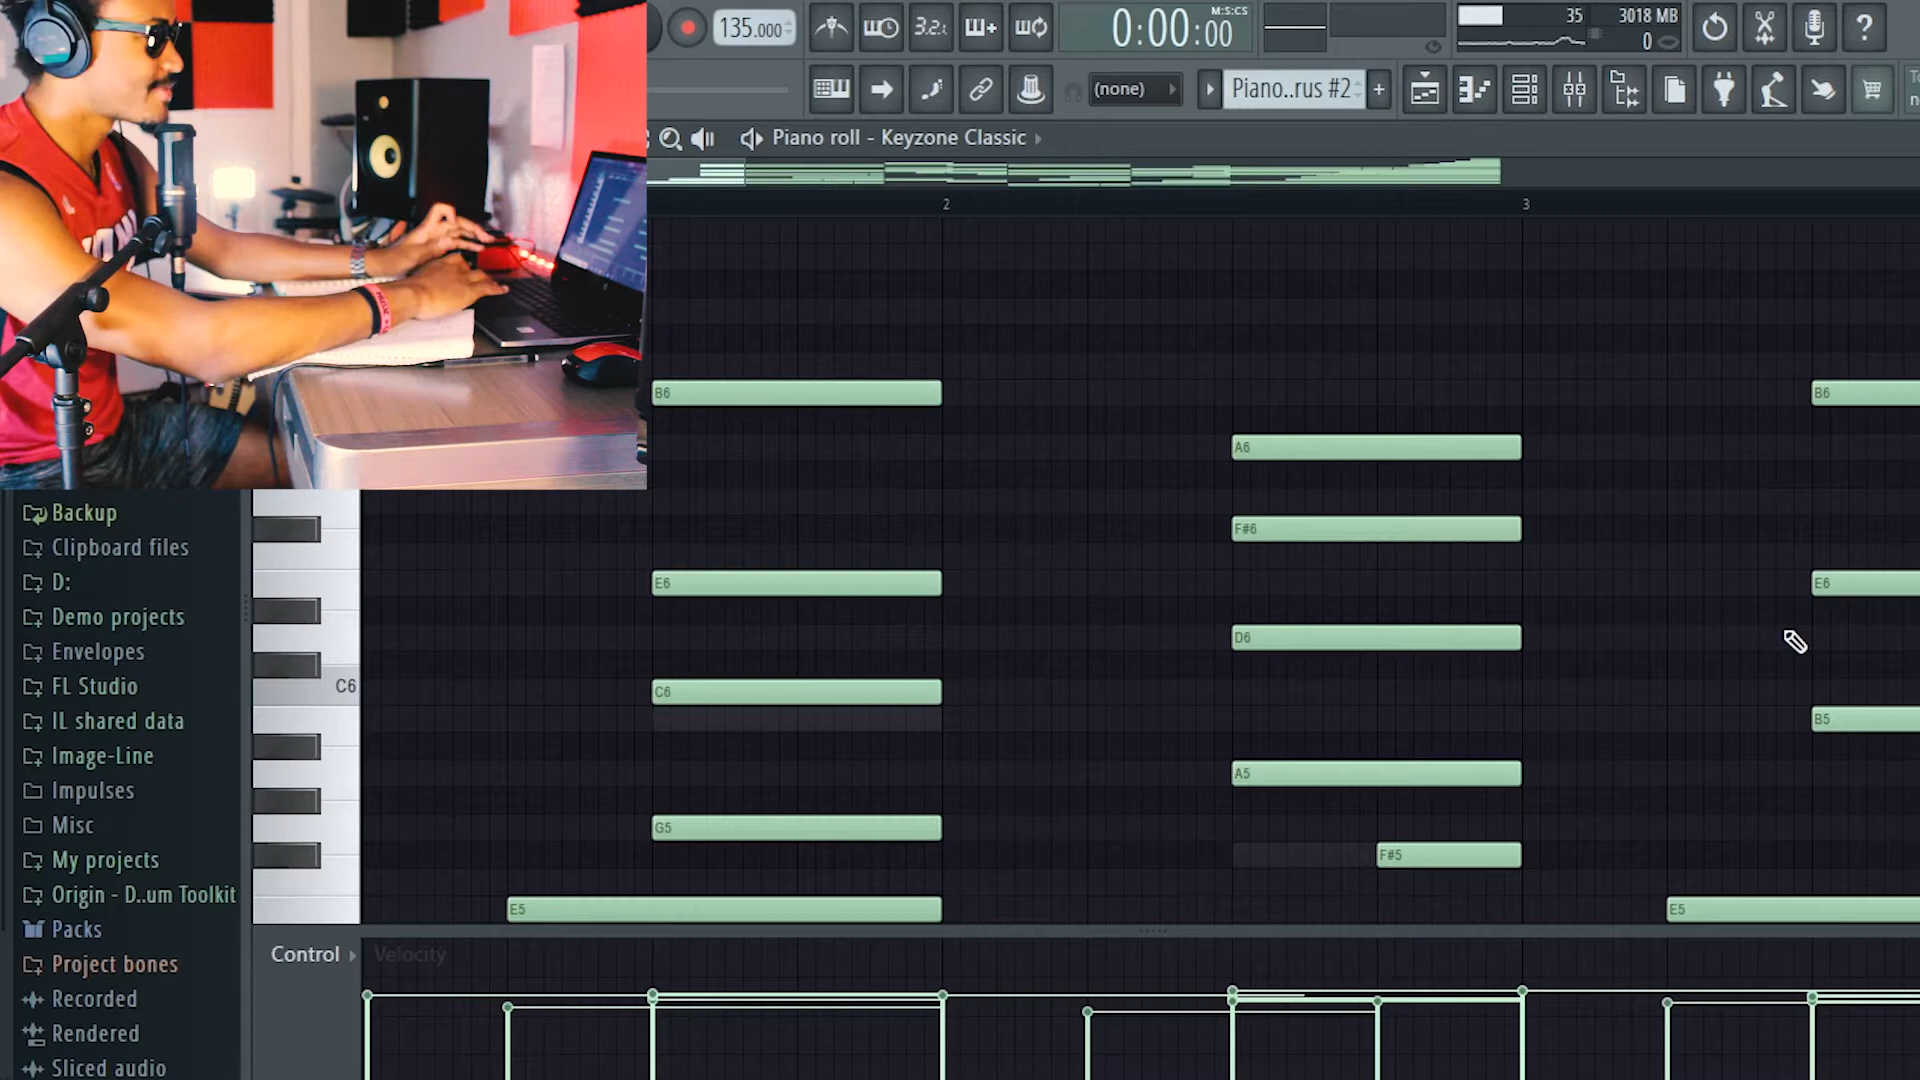 135.000
3.2.
0:00:00
M:S:CS
35
3018 MB
0
?
(none)
Piano..rus #2
+
Piano roll - Keyzone Classic
2
3
B6
B6
A6
F#6
E6
E6
D6
C6
C6
B5
A5
G5
F#5
E5
E5
Backup
Clipboard files
D:
Demo projects
Envelopes
FL Studio
IL shared data
Image-Line
Impulses
Misc
My projects
Origin - D..um Toolkit
Packs
Project bones
Recorded
Rendered
Sliced audio
Control
Velocity